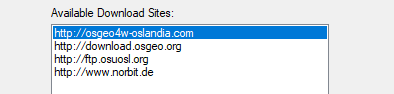 Available Download Sites:
http://osgeo4w-oslandia.com
http://download.osgeo.org
http://ftp.osuosl.org
http://www.norbit.de